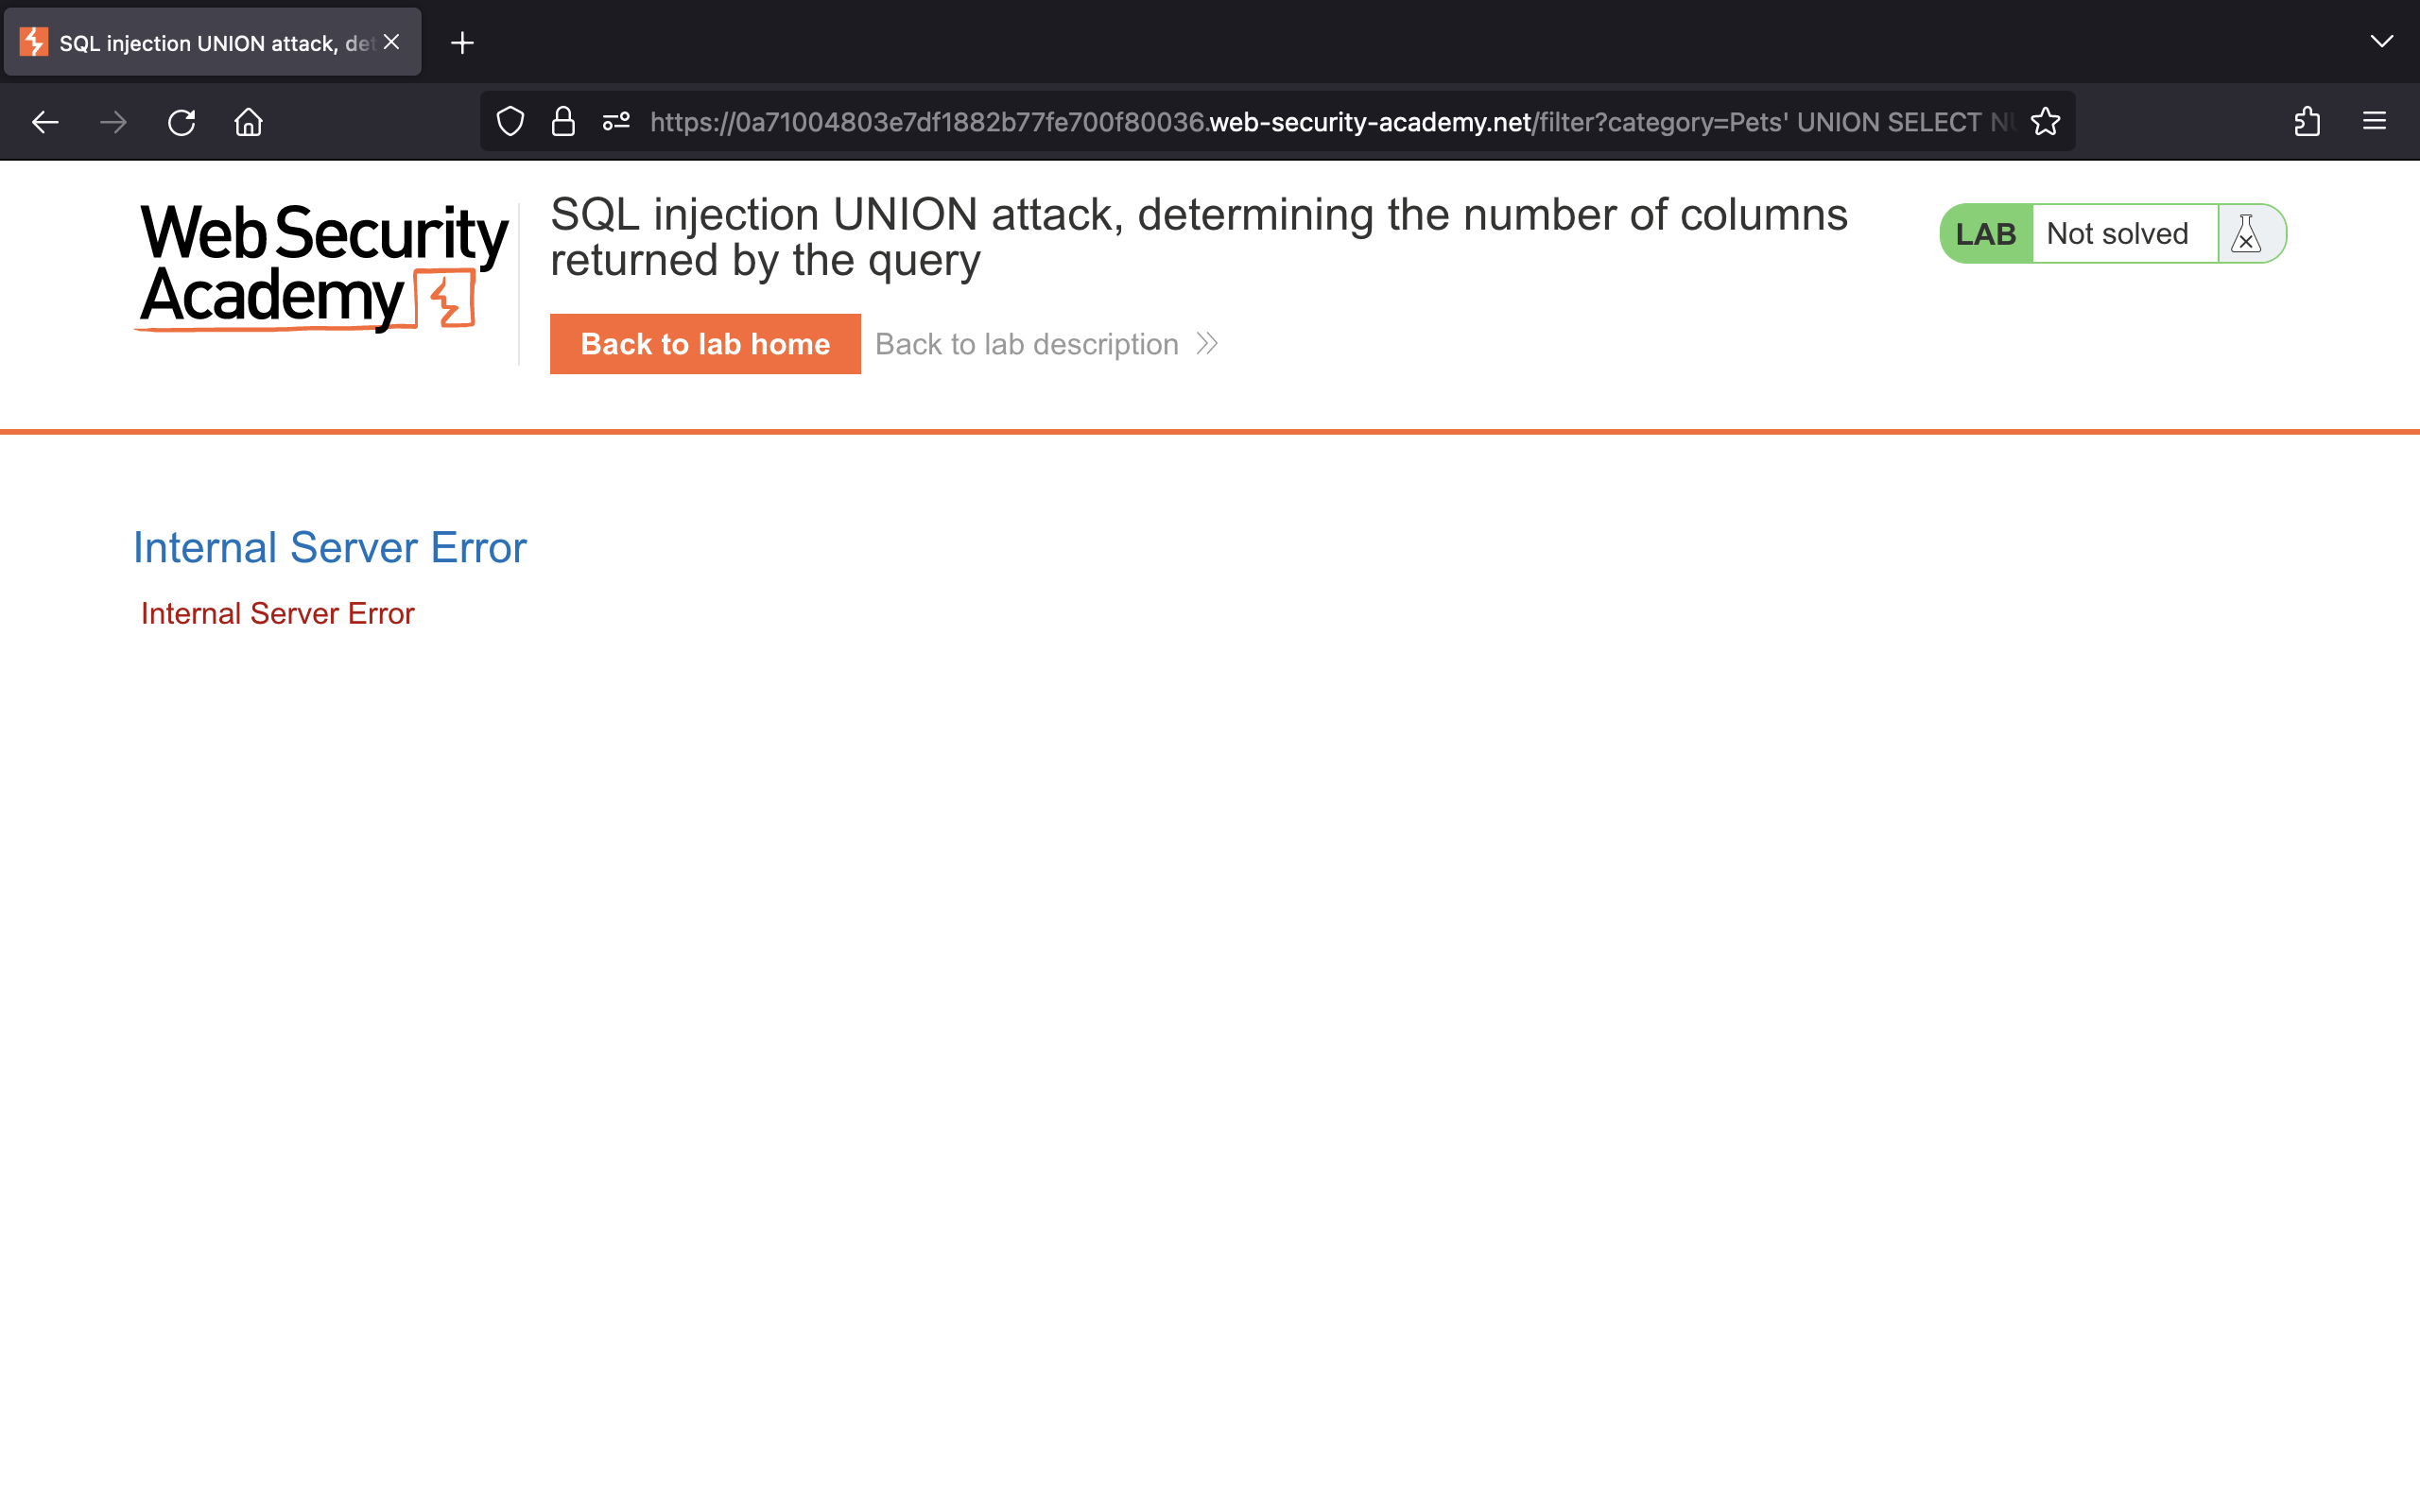 SQL injection UNION attack, det
https://0a71004803e7df1882b77fe700f80036.web-security-academy.net/filter?category=Pets' UNION SELECT
Web Security
Academy
SQL injection UNION attack, determining the number of columns
returned by the query
LAB Not solved
Back to lab home Back to lab description
Internal Server Error
Internal Server Error